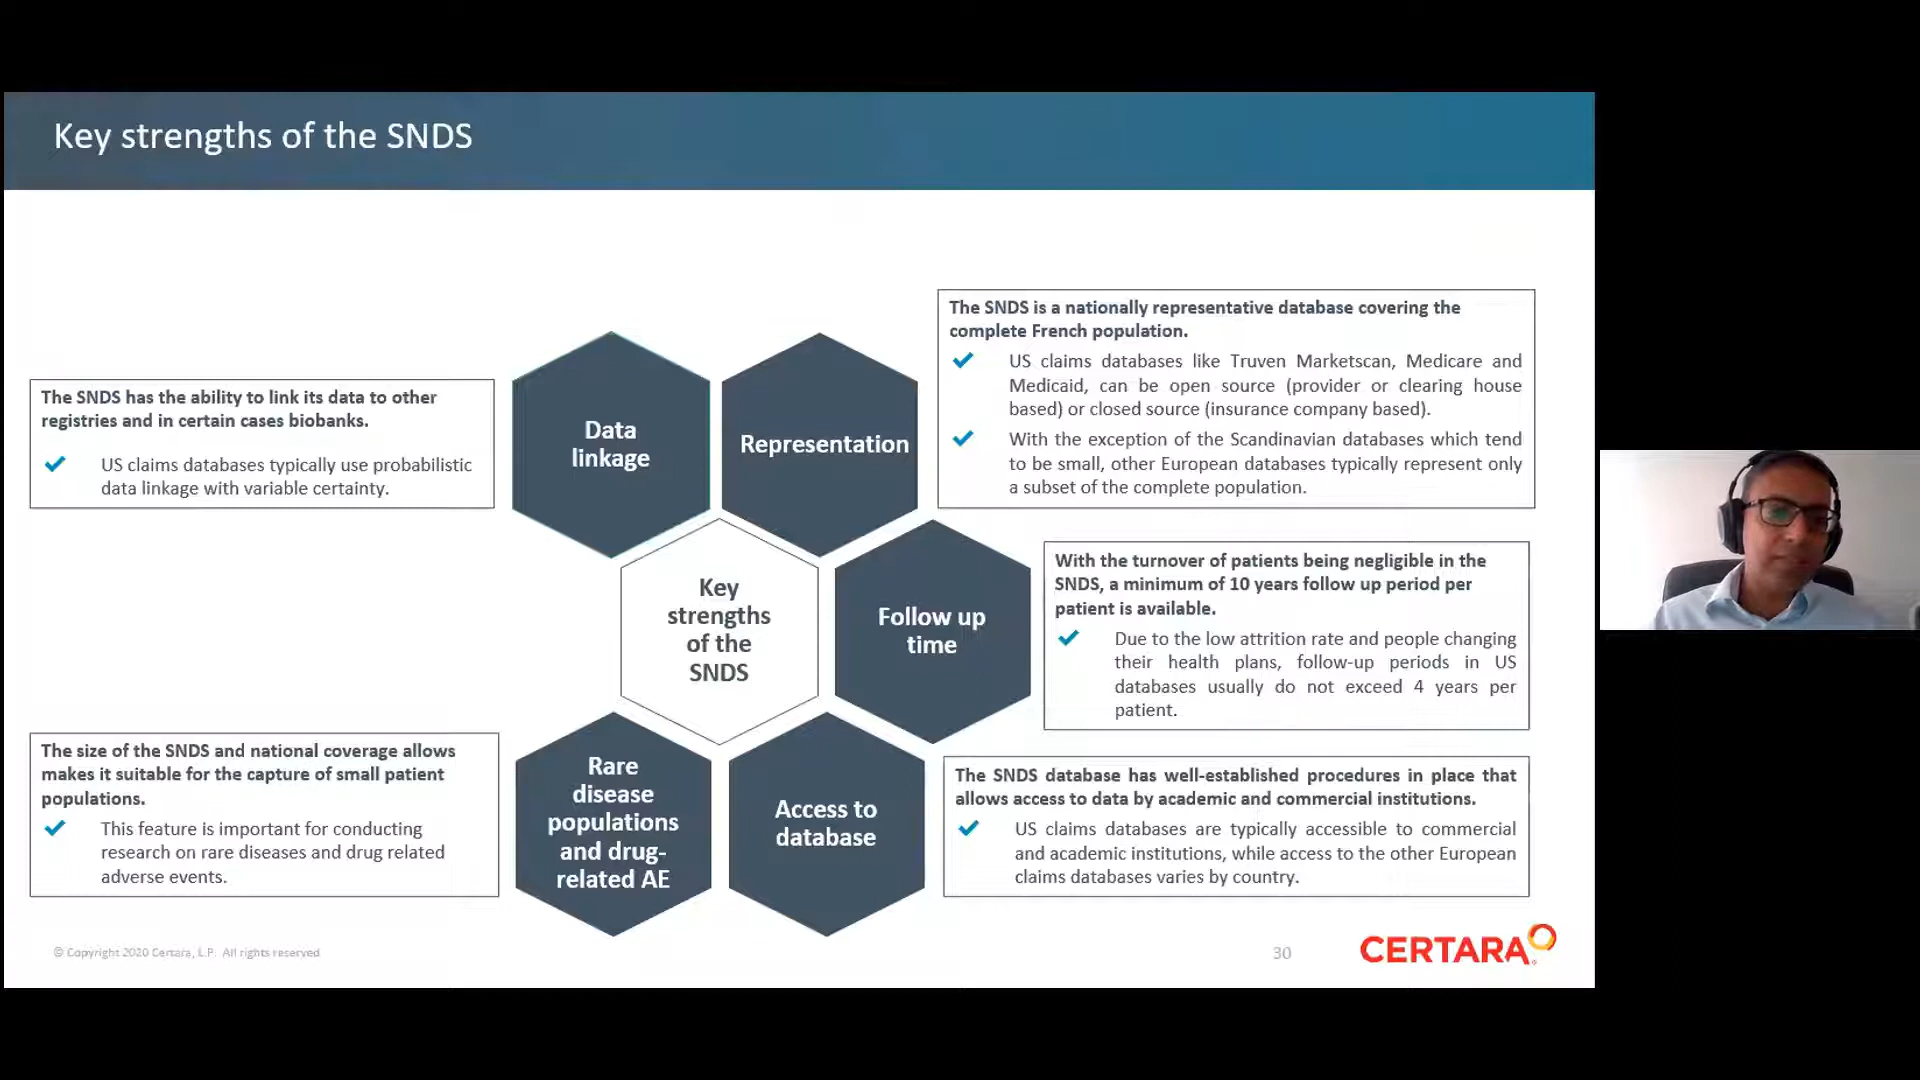 Key strengths of the SNDS
The SNDS has the ability to link its data to other
registries and in certain cases biobanks.
US claims databases typically use probabilistic
data linkage with variable certainty.
Data
linkage
Representation
The SNDS is a nationally representative database covering the
complete French population.
US claims databases like Truven Marketscan, Medicare and
Medicaid, can be open source (provider or clearing house
based) or closed source (insurance company based).
With the exception of the Scandinavian databases which tend
to be small, other European databases typically represent only
a subset of the complete population.
Key
strengths
of the
SNDS
Follow up
time
With the turnover of patients being negligible in the
SNDS, a minimum of 10 years follow up period per
patient is available.
Due to the low attrition rate and people changing
their health plans, follow-up periods in US
databases usually do not exceed 4 years per
patient.
The size of the SNDS and national coverage allows
makes it suitable for the capture of small patient
populations.
This feature is important for conducting
research on rare diseases and drug related
adverse events.
Rare
disease
populations
and drug-
related AE
Access to
database
The SNDS database has well-established procedures in place that
allows access to data by academic and commercial institutions.
US claims databases are typically accessible to commercial
and academic institutions, while access to the other European
claims databases varies by country.
© Copyright 2020 Certara, L.P. All rights reserved
30
CERTARA